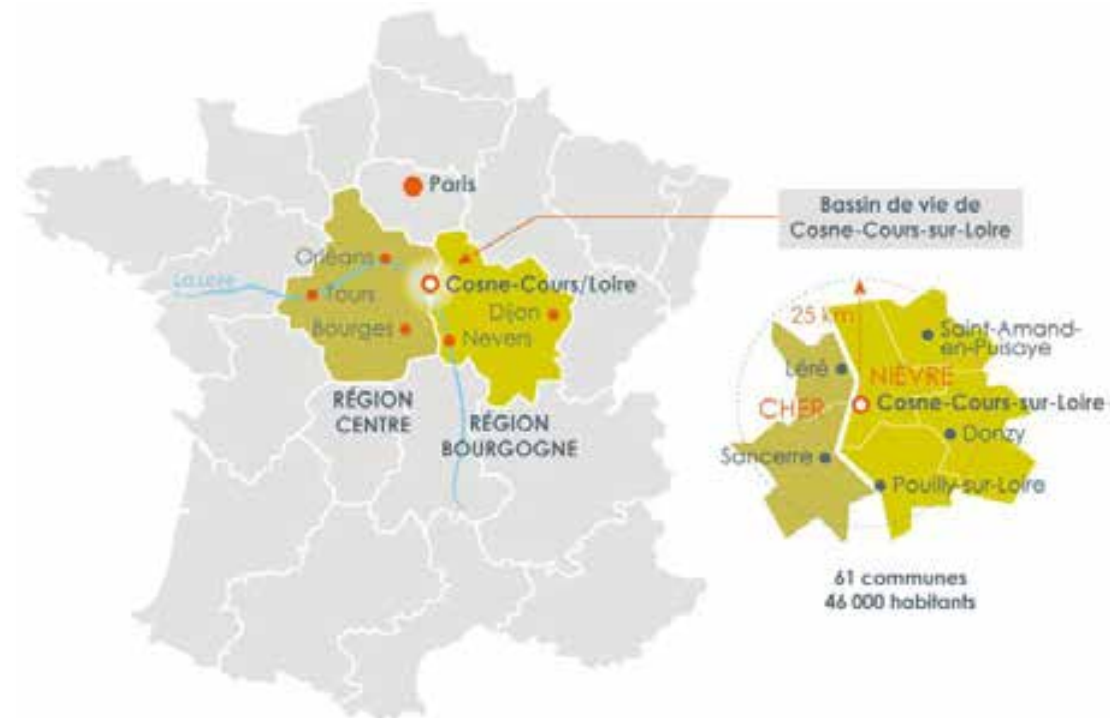 Paris
Bassin de vie de
Cosne-Cours-sur-Loire
Orléans
La Loire
Cosne-Cours/Loire
Tours
Dijon
Bourges
Nevers
RÉGION
CENTRE
RÉGION
BOURGOGNE
25 km
Saint-Amand-
en-Puisaye
Léré
NIÈVRE
CHER
Cosne-Cours-sur-Loire
Donzy
Sancerre
Pouilly-sur-Loire
61 communes
46 000 habitants